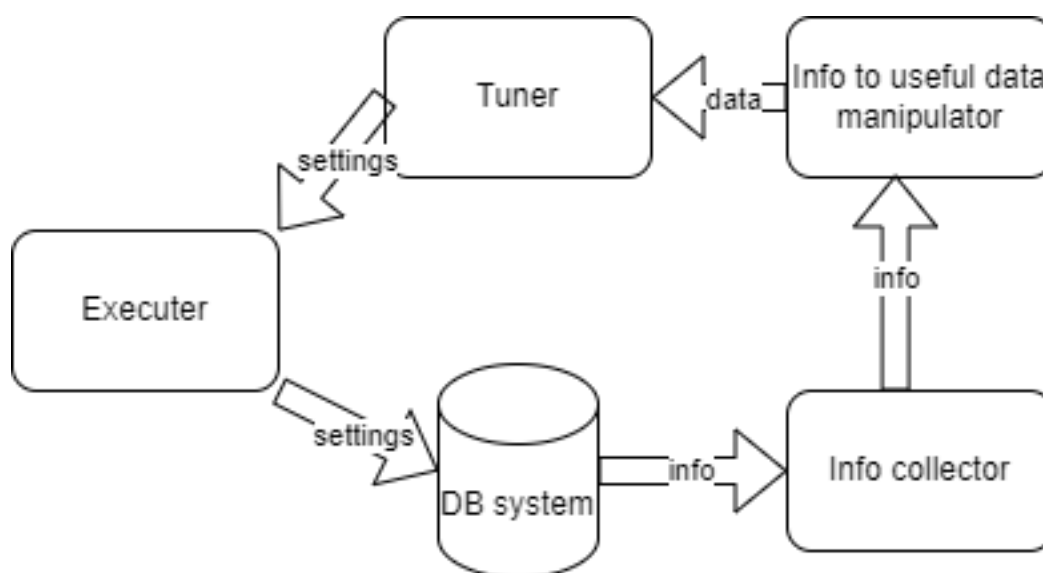 Tuner
data
Info to useful data
manipulator
settings
Executer
info
settings
DB system
info
Info collector